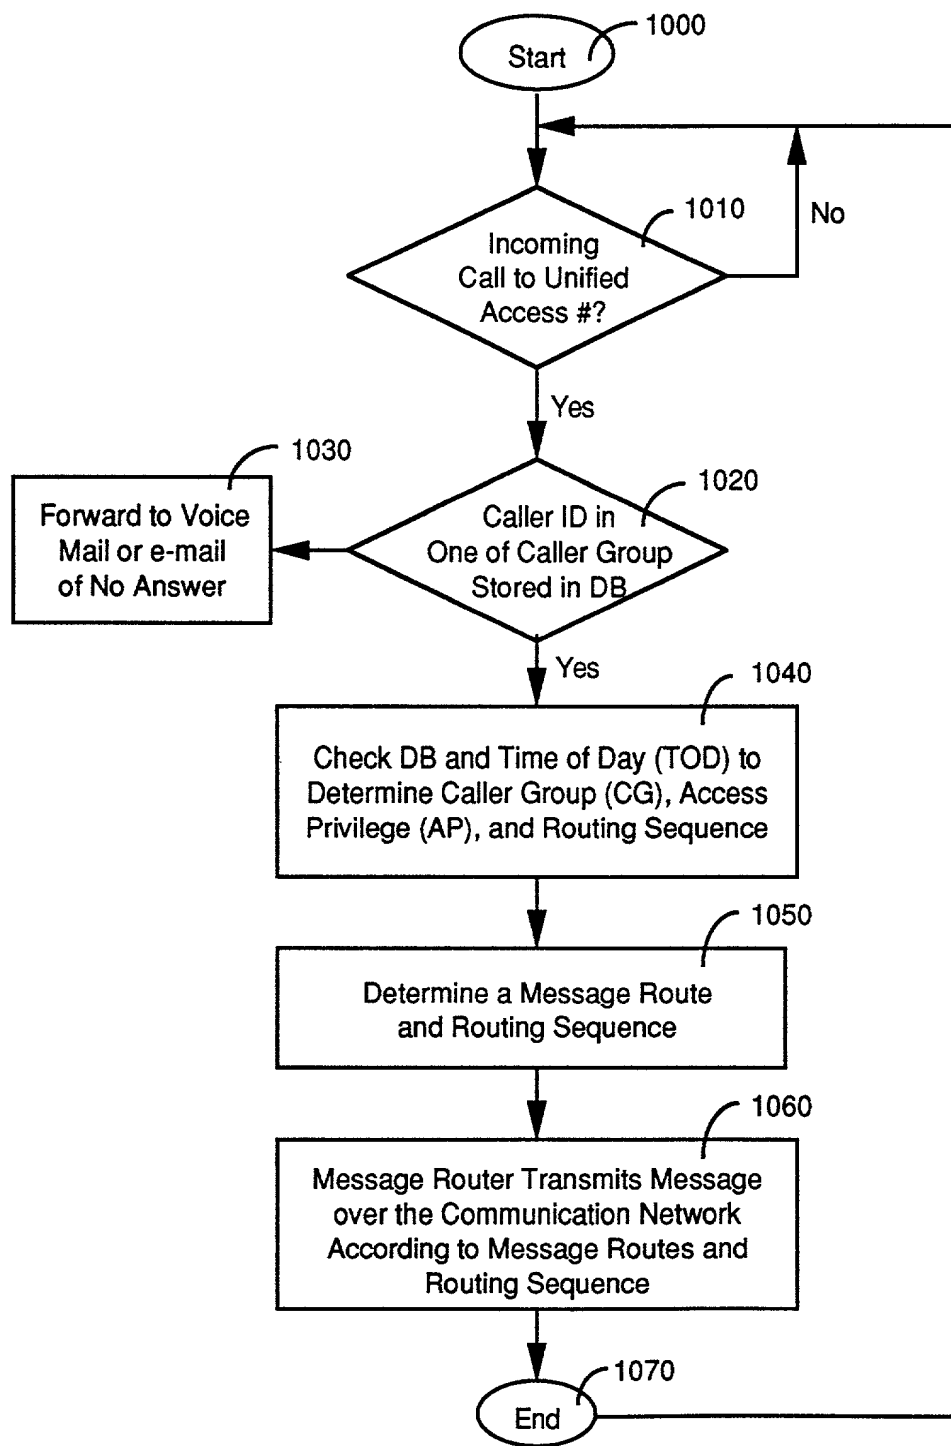 Start
1000
Incoming
Call to Unified
Access #?
1010
No
Yes
1030
Forward to Voice
Mail or e-mail
of No Answer
Caller ID in
One of Caller Group
Stored in DB
1020
Yes
1040
Check DB and Time of Day (TOD) to
Determine Caller Group (CG), Access
Privilege (AP), and Routing Sequence
1050
Determine a Message Route
and Routing Sequence
1060
Message Router Transmits Message
over the Communication Network
According to Message Routes and
Routing Sequence
1070
End